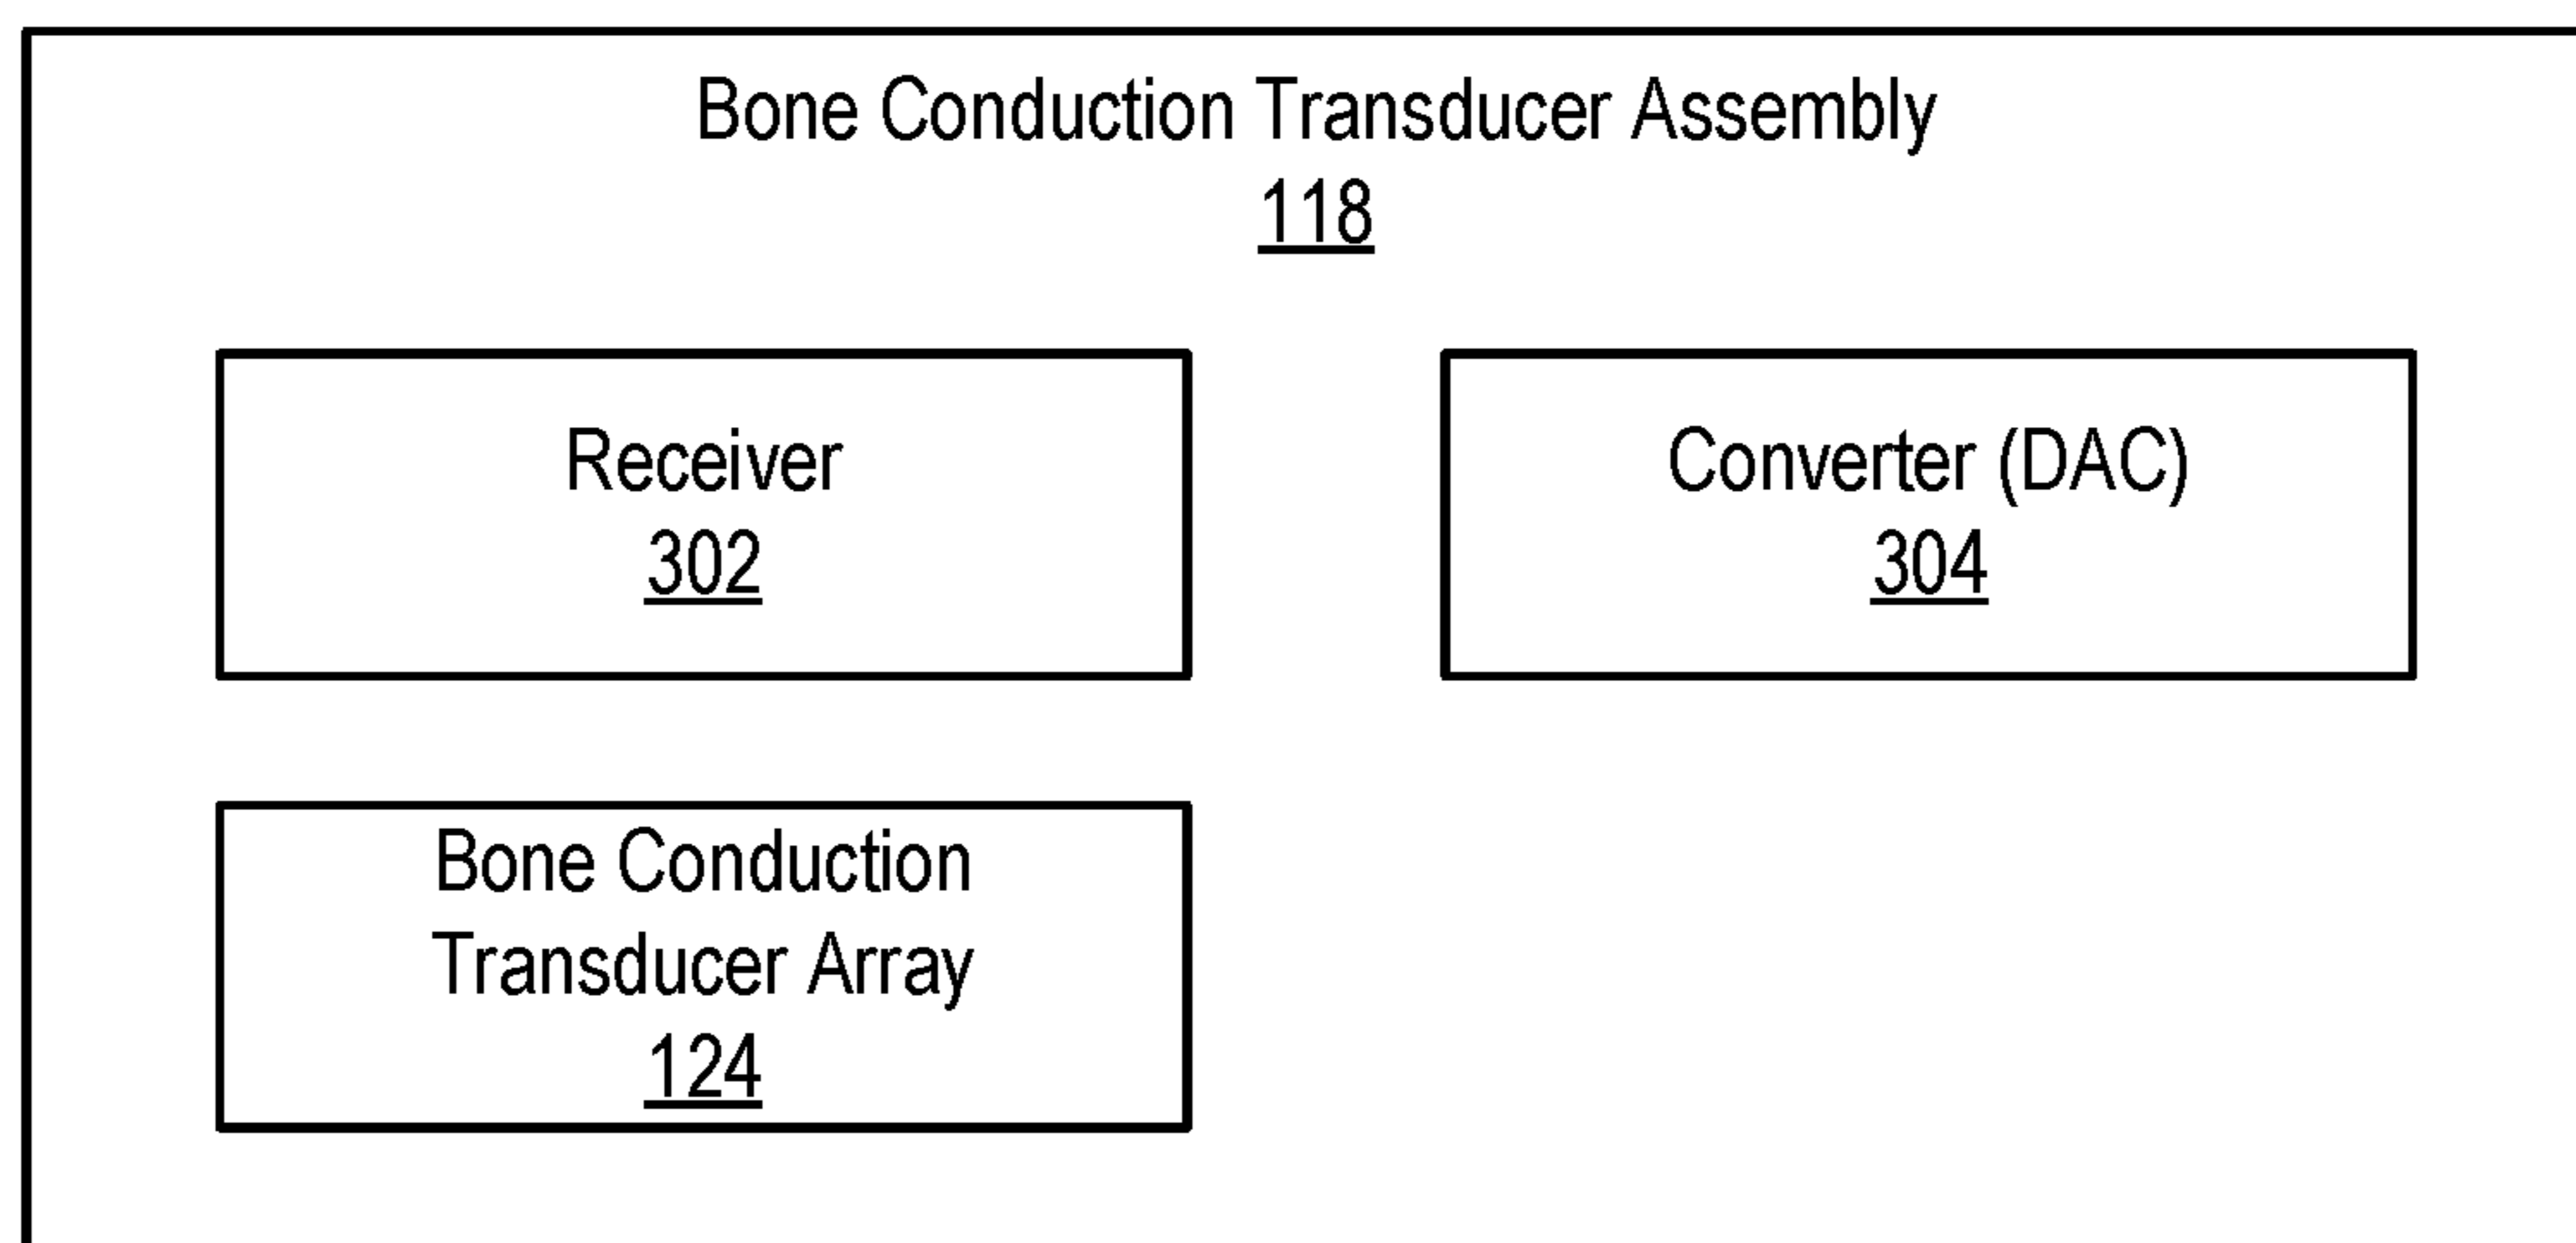 Bone Conduction Transducer Assembly
118
Receiver
302
Converter (DAC)
304
Bone Conduction
Transducer Array
124